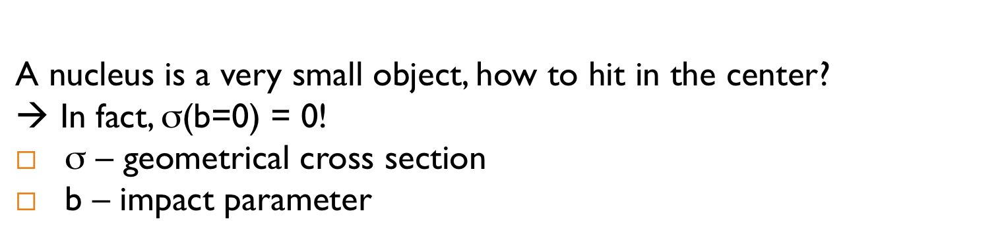 A nucleus is a very small object, how to hit in the center?
→ In fact, σ(b=0) = 0!
□ σ – geometrical cross section
□ b – impact parameter